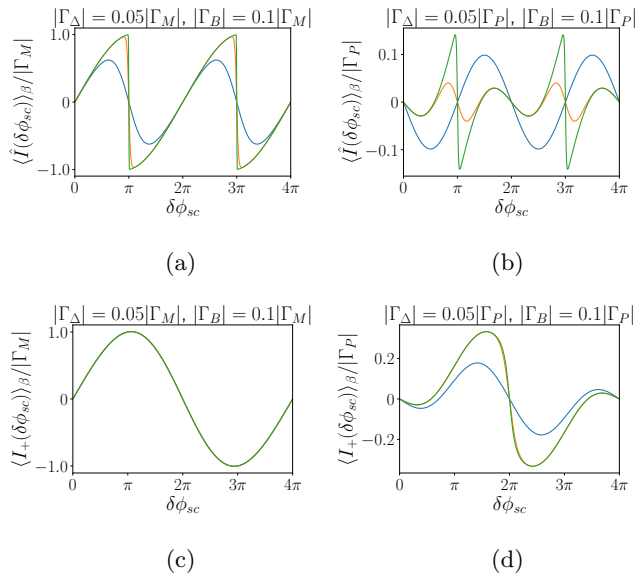 |Γ_Δ| = 0.05|Γ_M|, |Γ_B| = 0.1|Γ_M|
⟨Î(δϕ_sc)⟩_β/|Γ_M|
1.0
0
−1.0
0 π 2π 3π 4π
δϕ_sc
(a)
|Γ_Δ| = 0.05|Γ_P|, |Γ_B| = 0.1|Γ_P|
⟨Î(δϕ_sc)⟩_β/|Γ_P|
0.1
0
−0.1
0 π 2π 3π 4π
δϕ_sc
(b)
|Γ_Δ| = 0.05|Γ_M|, |Γ_B| = 0.1|Γ_M|
⟨I_+(δϕ_sc)⟩_β/|Γ_M|
1.0
0
−1.0
0 π 2π 3π 4π
δϕ_sc
(c)
|Γ_Δ| = 0.05|Γ_P|, |Γ_B| = 0.1|Γ_P|
⟨I_+(δϕ_sc)⟩_β/|Γ_P|
0.2
0
−0.2
0 π 2π 3π 4π
δϕ_sc
(d)